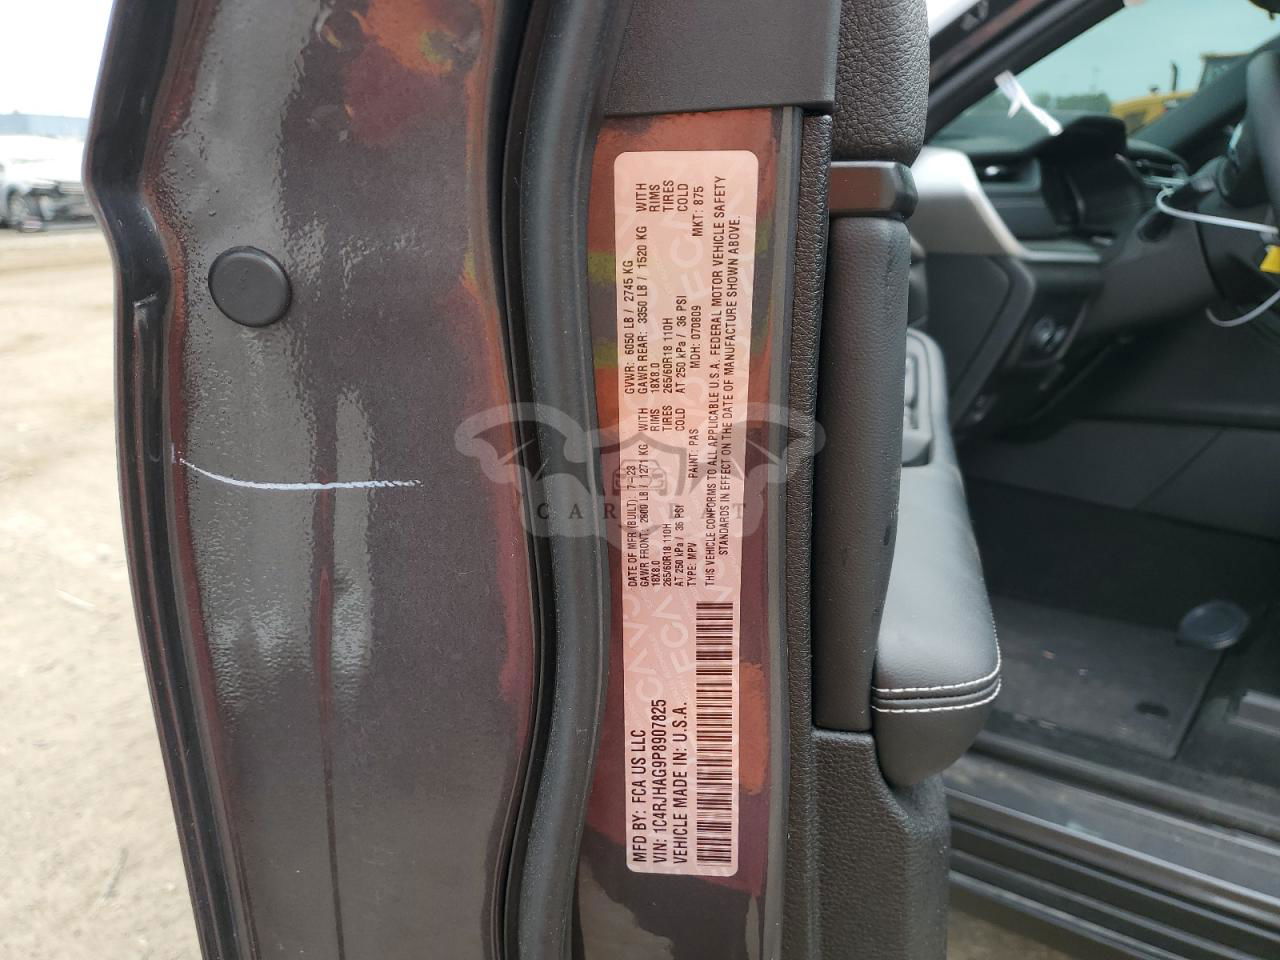 MFD BY: FCA US LLC
VIN: 1C4RJHAG9P8907825
VEHICLE MADE IN: U.S.A.
DATE OF MFR (BUILT): 7-23 GVWR: 6050 LB / 2745 KG
GAWR FRONT: 2800 LB / 1271 KG WITH GAWR REAR: 3350 LB / 1520 KG WITH
18X8.0 RIMS 18X8.0 RIMS
265/60R18 110H TIRES 265/60R18 110H TIRES
AT 250 kPa / 36 PSI COLD AT 250 kPa / 36 PSI COLD
TYPE: MPV PAINT: PAS MDH: 070809 MKT: 875
THIS VEHICLE CONFORMS TO ALL APPLICABLE U.S.A. FEDERAL MOTOR VEHICLE SAFETY
STANDARDS IN EFFECT ON THE DATE OF MANUFACTURE SHOWN ABOVE.